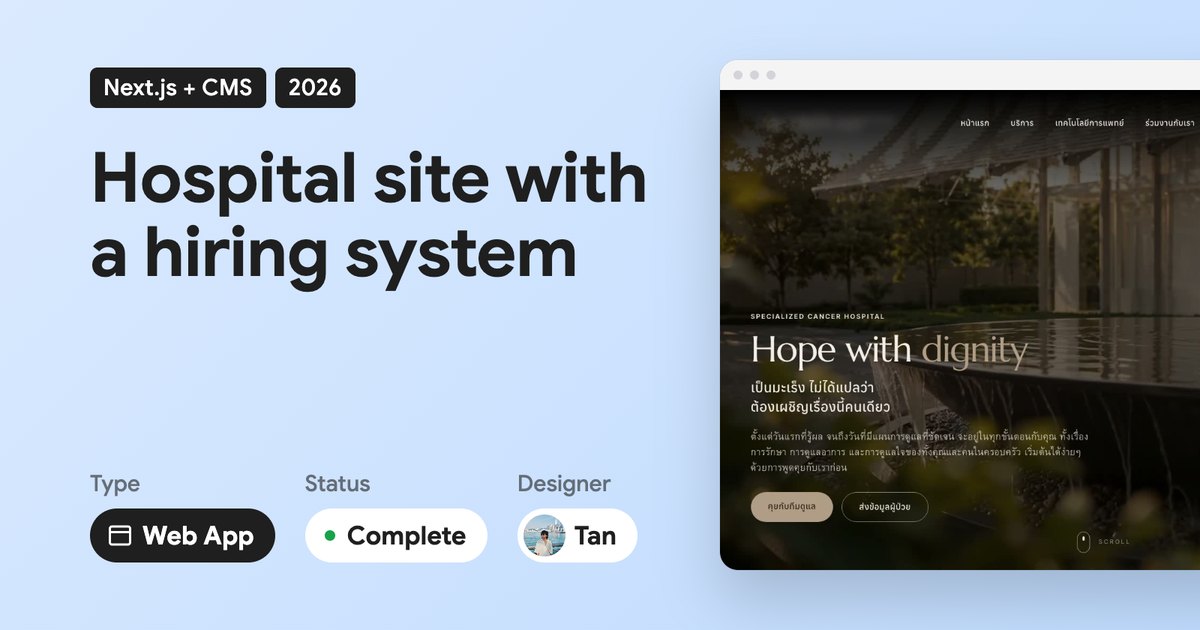 Next.js + CMS
2026
Hospital site with
a hiring system
Type
Status
Designer
Web App
Complete
Tan
หน้าแรก
บริการ
เทคโนโลยีการแพทย์
ร่วมงานกับเรา
SPECIALIZED CANCER HOSPITAL
Hope with dignity
เป็นมะเร็ง ไม่ได้แปลว่า
ต้องเผชิญเรื่องนี้คนเดียว
ตั้งแต่วันแรกที่รู้ผล จนถึงวันที่มีแผนการดูแลที่ชัดเจน จะอยู่ในทุกขั้นตอนกับคุณ ทั้งเรื่อง
การรักษา การดูแลอาการ และการดูแลใจของทั้งคุณและคนในครอบครัว เริ่มต้นได้ง่ายๆ
ด้วยการพูดคุยกับเราก่อน
คุยกับทีมดูแล
ส่งข้อมูลผู้ป่วย
SCROLL